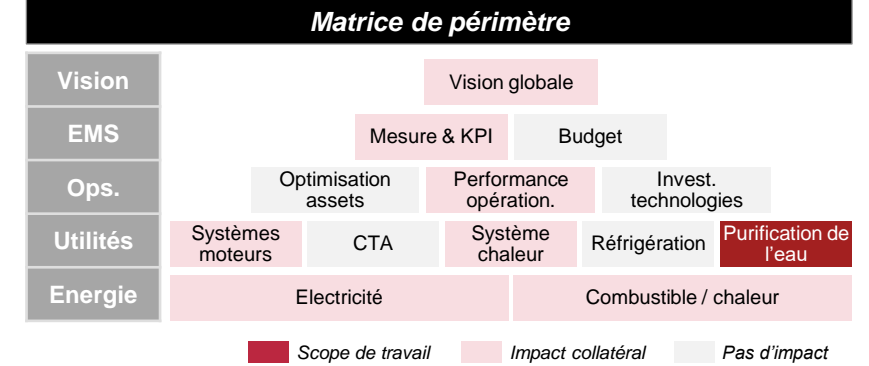 Matrice de périmètre
Vision
Vision globale
EMS
Mesure & KPI
Budget
Ops.
Optimisation
assets
Performance
opération.
Invest.
technologies
Utilités
Systèmes
moteurs
CTA
Système
chaleur
Réfrigération
Purification de
l’eau
Energie
Electricité
Combustible / chaleur
Scope de travail
Impact collatéral
Pas d’impact